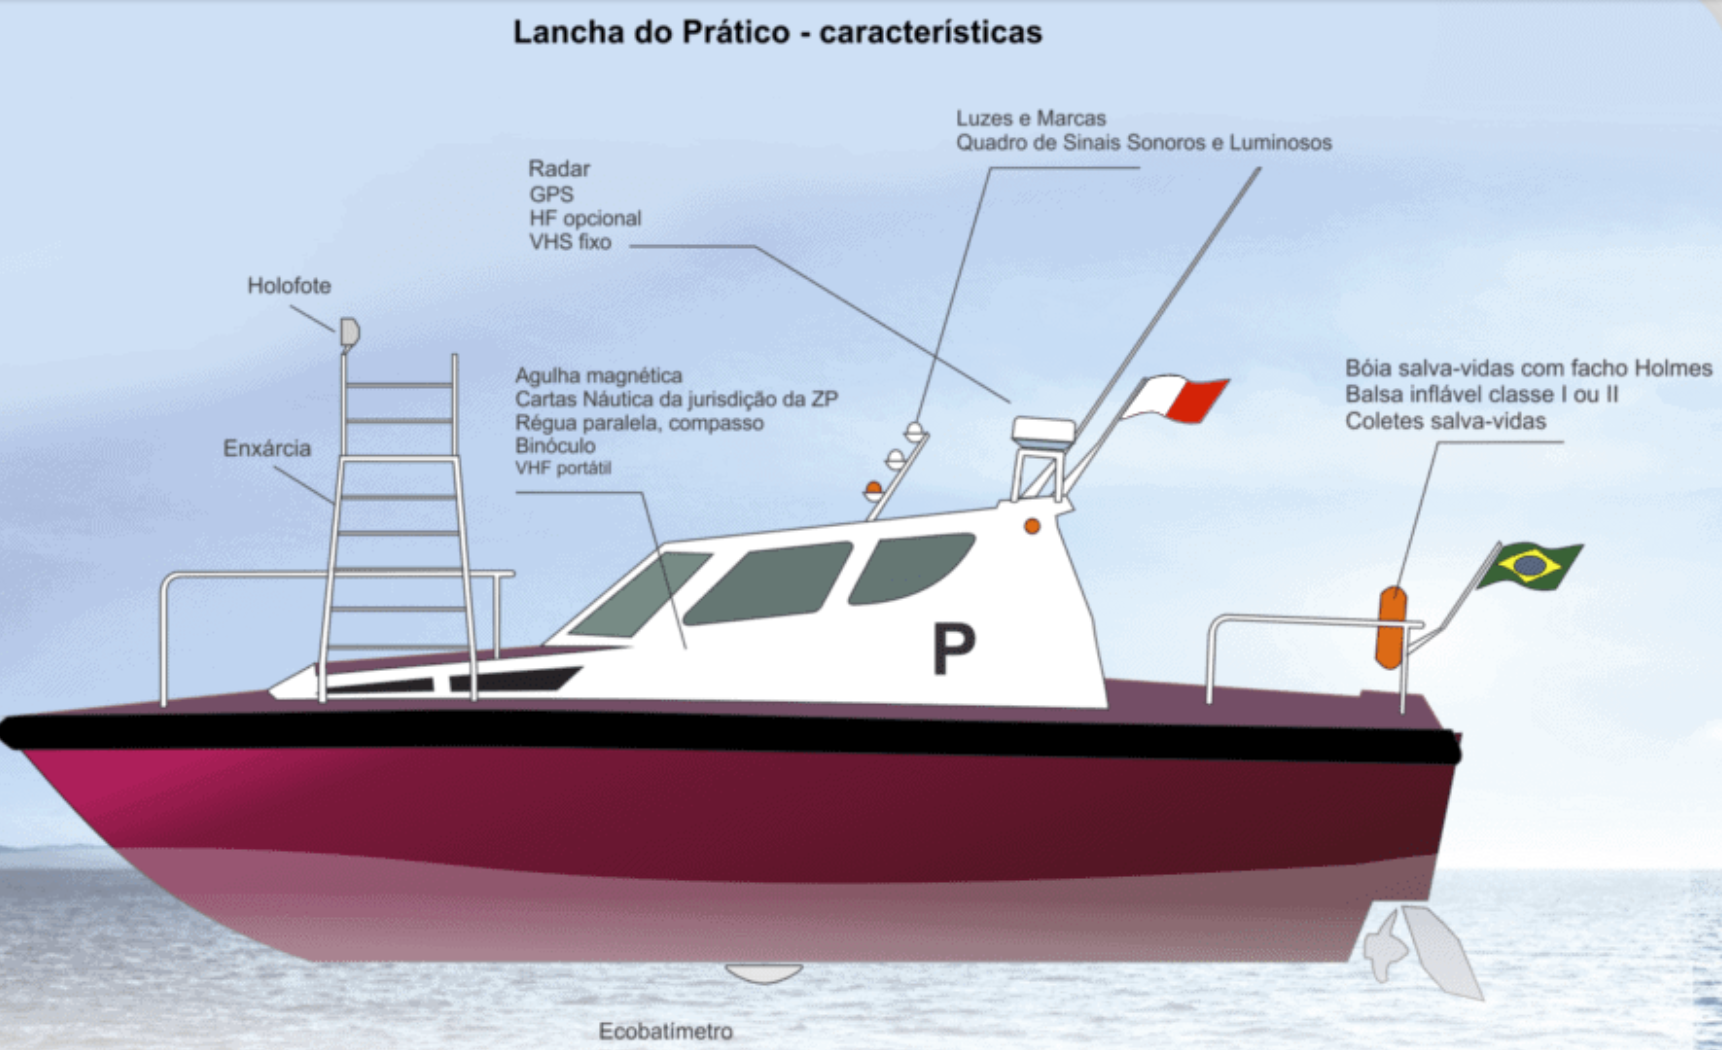 Lancha do Prático - características
Luzes e Marcas
Quadro de Sinais Sonoros e Luminosos
Radar
GPS
HF opcional
VHS fixo
Holofote
Enxárcia
Agulha magnética
Cartas Náutica da jurisdição da ZP
Régua paralela, compasso
Binóculo
VHF portátil
Bóia salva-vidas com facho Holmes
Balsa inflável classe I ou II
Coletes salva-vidas
P
Ecobatímetro